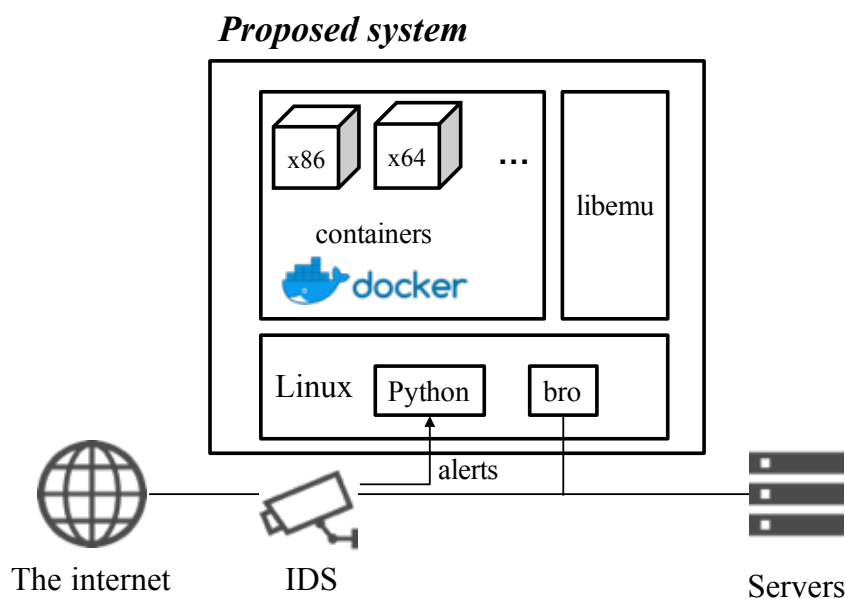 Proposed system
x86
x64
...
libemu
containers
docker
Linux
Python
bro
alerts
The internet
IDS
Servers